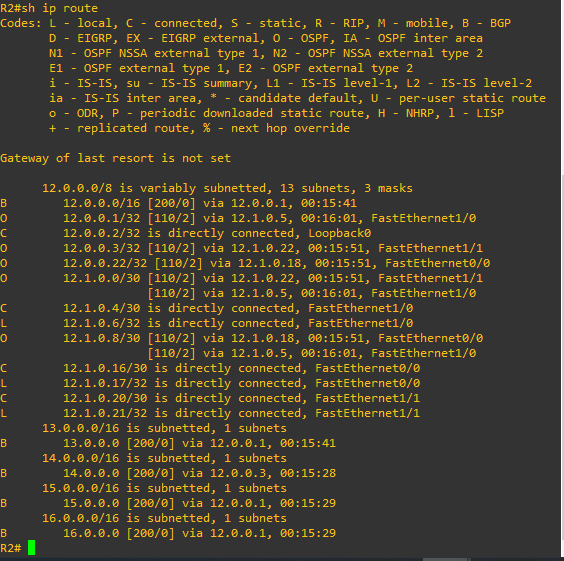 R2#sh ip route
Codes: L - local, C - connected, S - static, R - RIP, M - mobile, B - BGP
       D - EIGRP, EX - EIGRP external, O - OSPF, IA - OSPF inter area
       N1 - OSPF NSSA external type 1, N2 - OSPF NSSA external type 2
       E1 - OSPF external type 1, E2 - OSPF external type 2
       i - IS-IS, su - IS-IS summary, L1 - IS-IS level-1, L2 - IS-IS level-2
       ia - IS-IS inter area, * - candidate default, U - per-user static route
       o - ODR, P - periodic downloaded static route, H - NHRP, l - LISP
       + - replicated route, % - next hop override
Gateway of last resort is not set
      12.0.0.0/8 is variably subnetted, 13 subnets, 3 masks
B        12.0.0.0/16 [200/0] via 12.0.0.1, 00:15:41
O        12.0.0.1/32 [110/2] via 12.1.0.5, 00:16:01, FastEthernet1/0
C        12.0.0.2/32 is directly connected, Loopback0
O        12.0.0.3/32 [110/2] via 12.1.0.22, 00:15:51, FastEthernet1/1
O        12.0.0.22/32 [110/2] via 12.1.0.18, 00:15:51, FastEthernet0/0
O        12.1.0.0/30 [110/2] via 12.1.0.22, 00:15:51, FastEthernet1/1
                     [110/2] via 12.1.0.5, 00:16:01, FastEthernet1/0
C        12.1.0.4/30 is directly connected, FastEthernet1/0
L        12.1.0.6/32 is directly connected, FastEthernet1/0
O        12.1.0.8/30 [110/2] via 12.1.0.18, 00:15:51, FastEthernet0/0
                     [110/2] via 12.1.0.5, 00:16:01, FastEthernet1/0
C        12.1.0.16/30 is directly connected, FastEthernet0/0
L        12.1.0.17/32 is directly connected, FastEthernet0/0
C        12.1.0.20/30 is directly connected, FastEthernet1/1
L        12.1.0.21/32 is directly connected, FastEthernet1/1
      13.0.0.0/16 is subnetted, 1 subnets
B        13.0.0.0 [200/0] via 12.0.0.1, 00:15:41
      14.0.0.0/16 is subnetted, 1 subnets
B        14.0.0.0 [200/0] via 12.0.0.3, 00:15:28
      15.0.0.0/16 is subnetted, 1 subnets
B        15.0.0.0 [200/0] via 12.0.0.1, 00:15:29
      16.0.0.0/16 is subnetted, 1 subnets
B        16.0.0.0 [200/0] via 12.0.0.1, 00:15:29
R2#